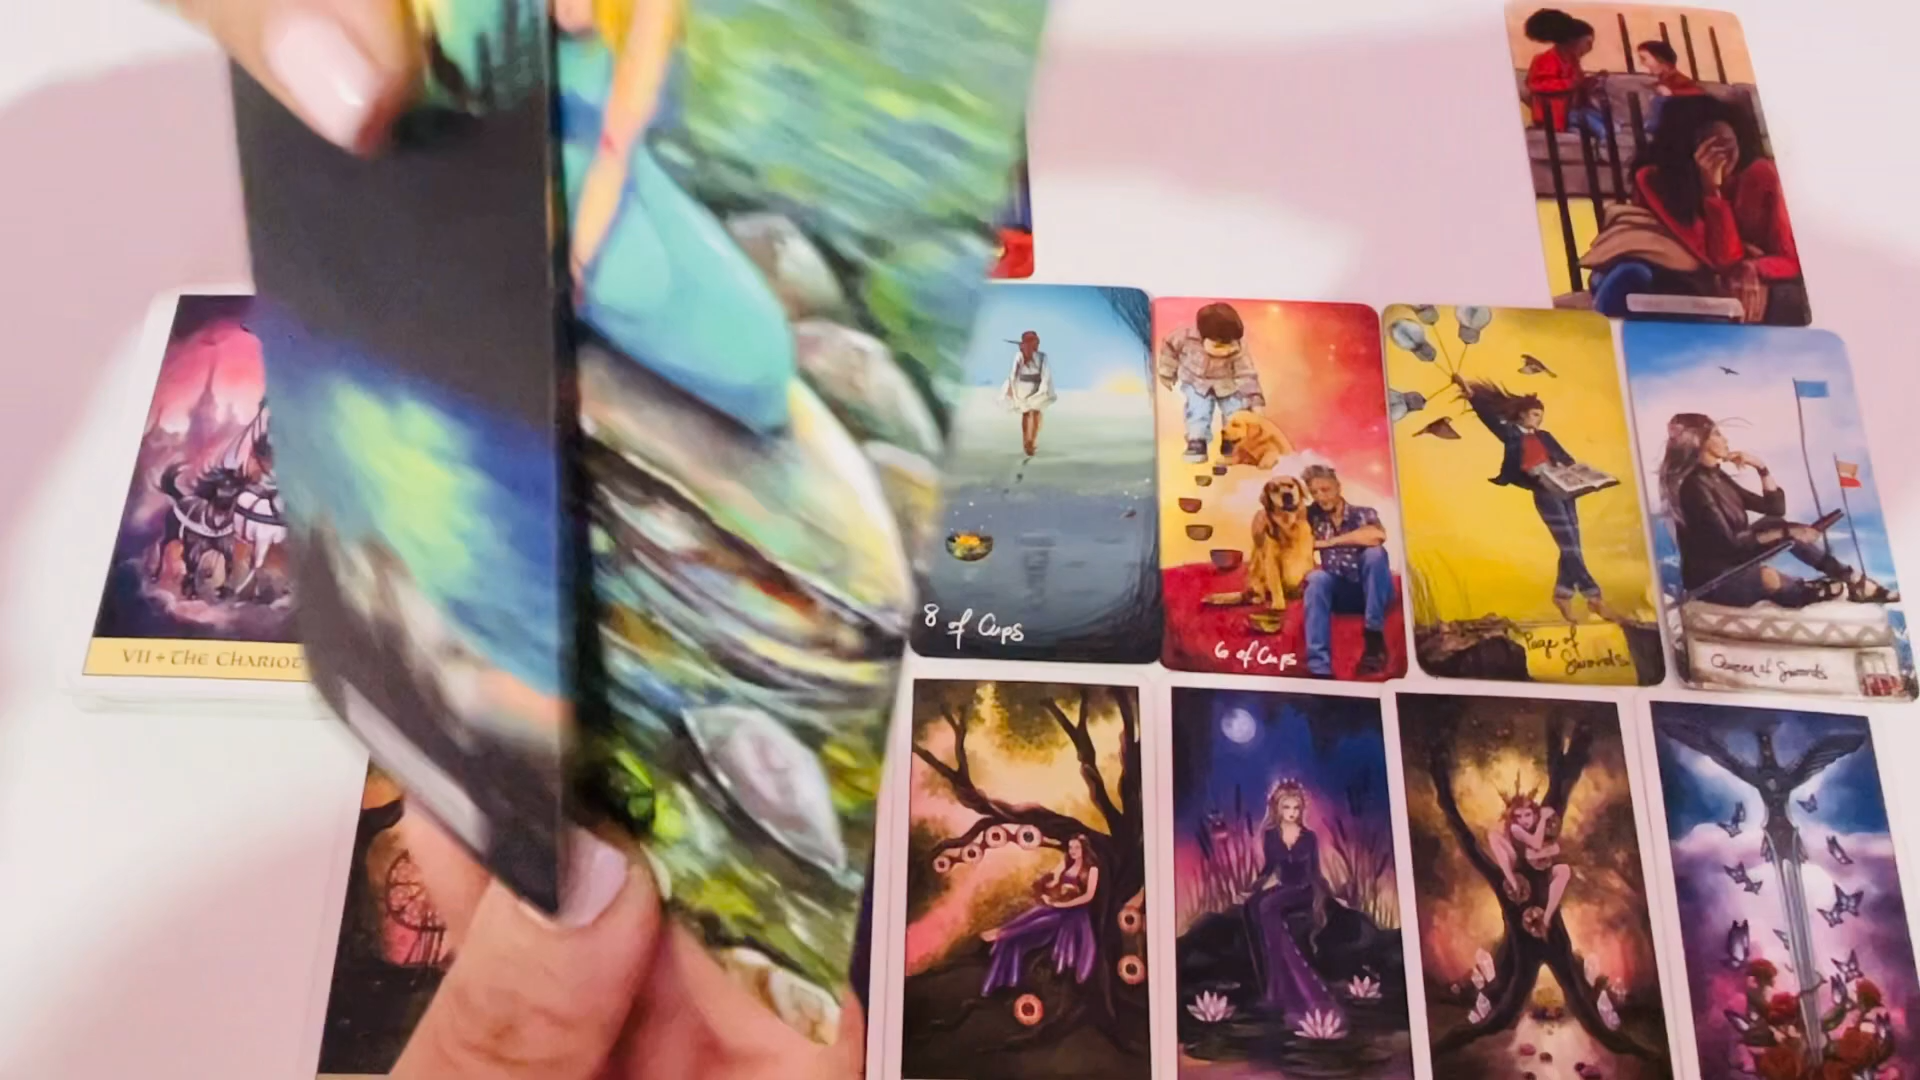 VII + THE CHARIOT
8 of Cups
6 of Cups
Page of
Swords
Queen of Swords